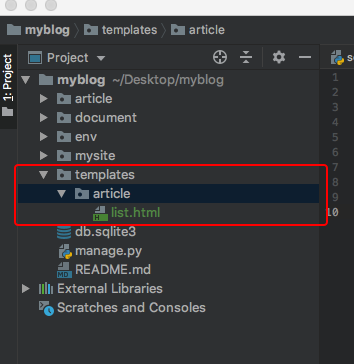 myblog templates article
1: Project
Project
myblog ~/Desktop/myblog
article
document
env
mysite
templates
article
list.html
db.sqlite3
manage.py
README.md
External Libraries
Scratches and Consoles
1
2
3
4
5
6
7
8
9
10